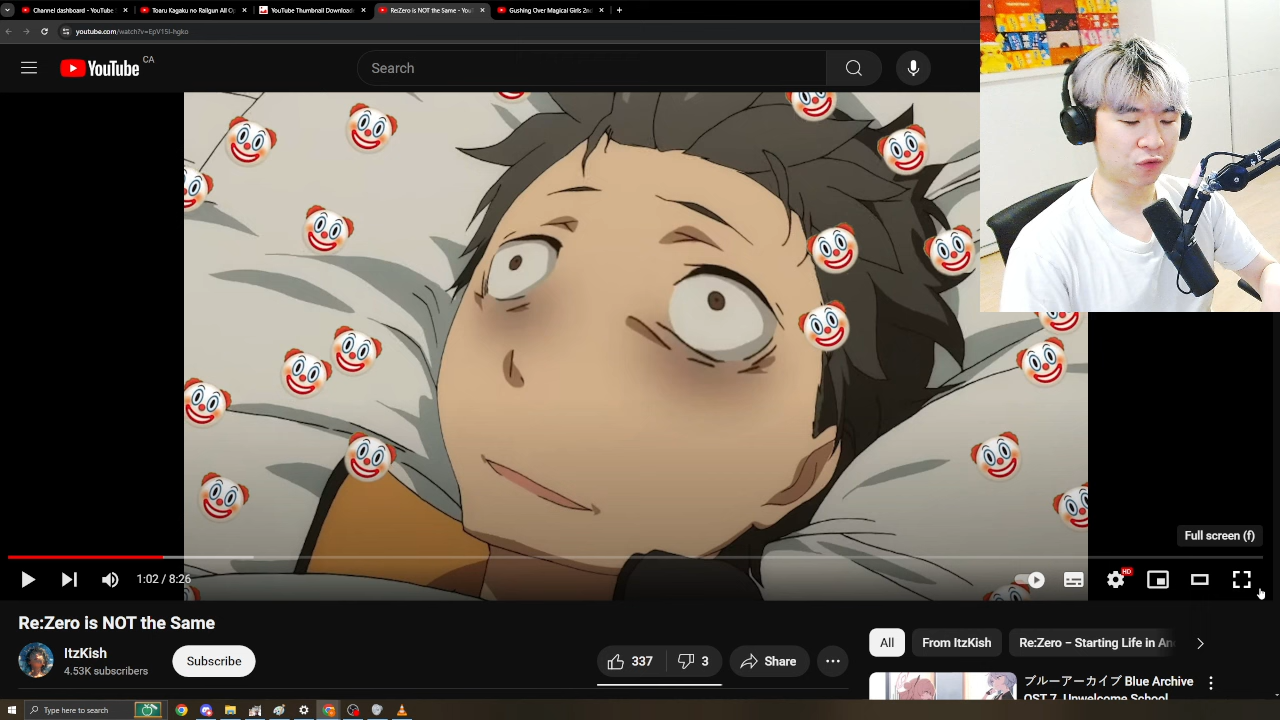 Channel dashboard - YouTube
Toaru Kagaku no Railgun All Op
YouTube Thumbnail Download
Re:Zero is NOT the Same - You
Gushing Over Magical Girls 2nd
youtube.com/watch?v=EpV1SI-hgko
YouTube CA
Search
Full screen (f)
1:02 / 8:26
HD
Re:Zero is NOT the Same
ItzKish
4.53K subscribers
Subscribe
337
3
Share
All
From ItzKish
Re:Zero − Starting Life in An
ブルーアーカイブ Blue Archive
OST 7. Unwelcome School
Type here to search